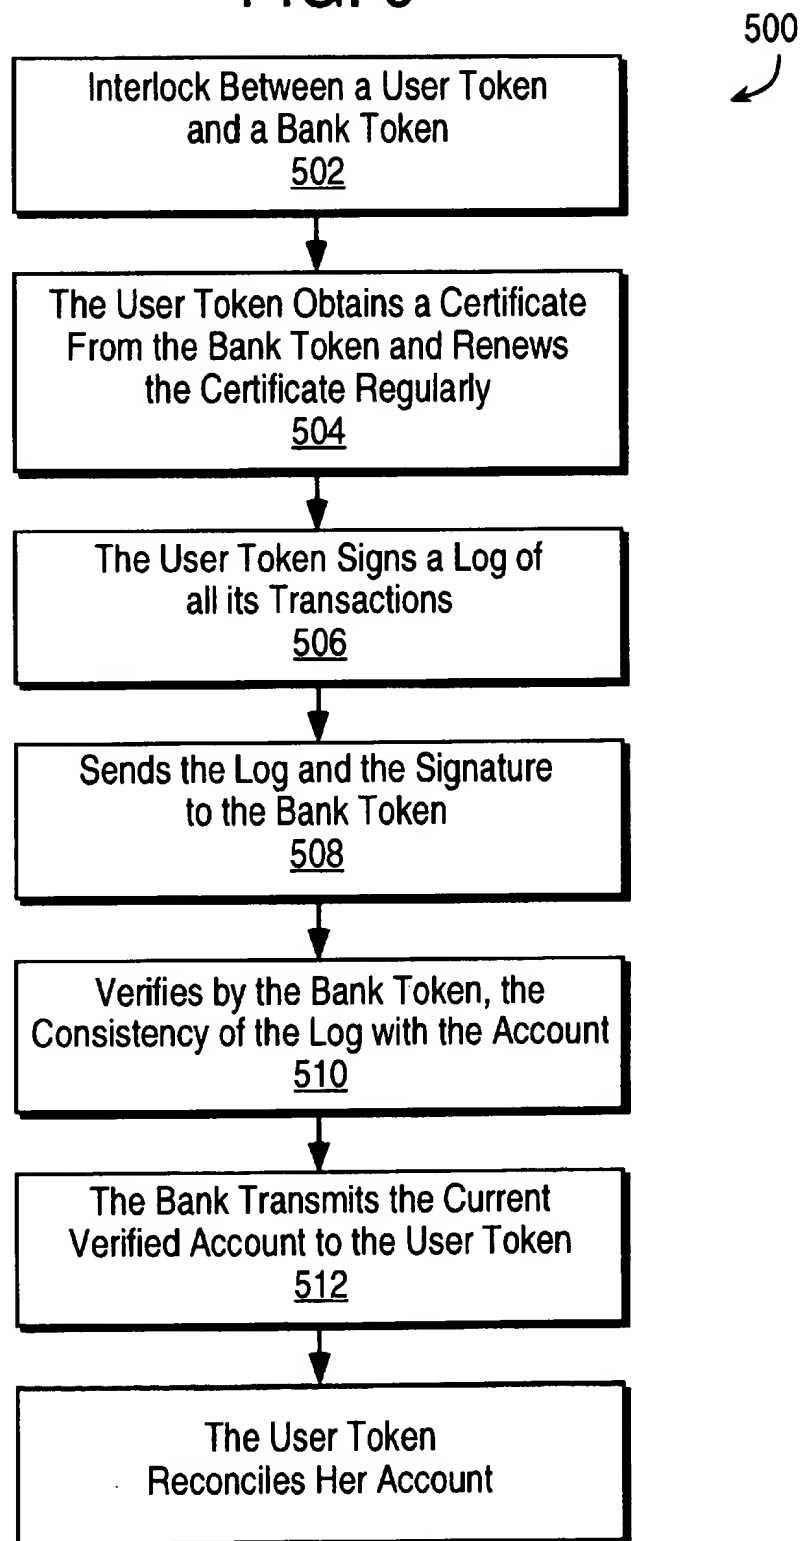 500
Interlock Between a User Token
and a Bank Token
502
The User Token Obtains a Certificate
From the Bank Token and Renews
the Certificate Regularly
504
The User Token Signs a Log of
all its Transactions
506
Sends the Log and the Signature
to the Bank Token
508
Verifies by the Bank Token, the
Consistency of the Log with the Account
510
The Bank Transmits the Current
Verified Account to the User Token
512
The User Token
Reconciles Her Account